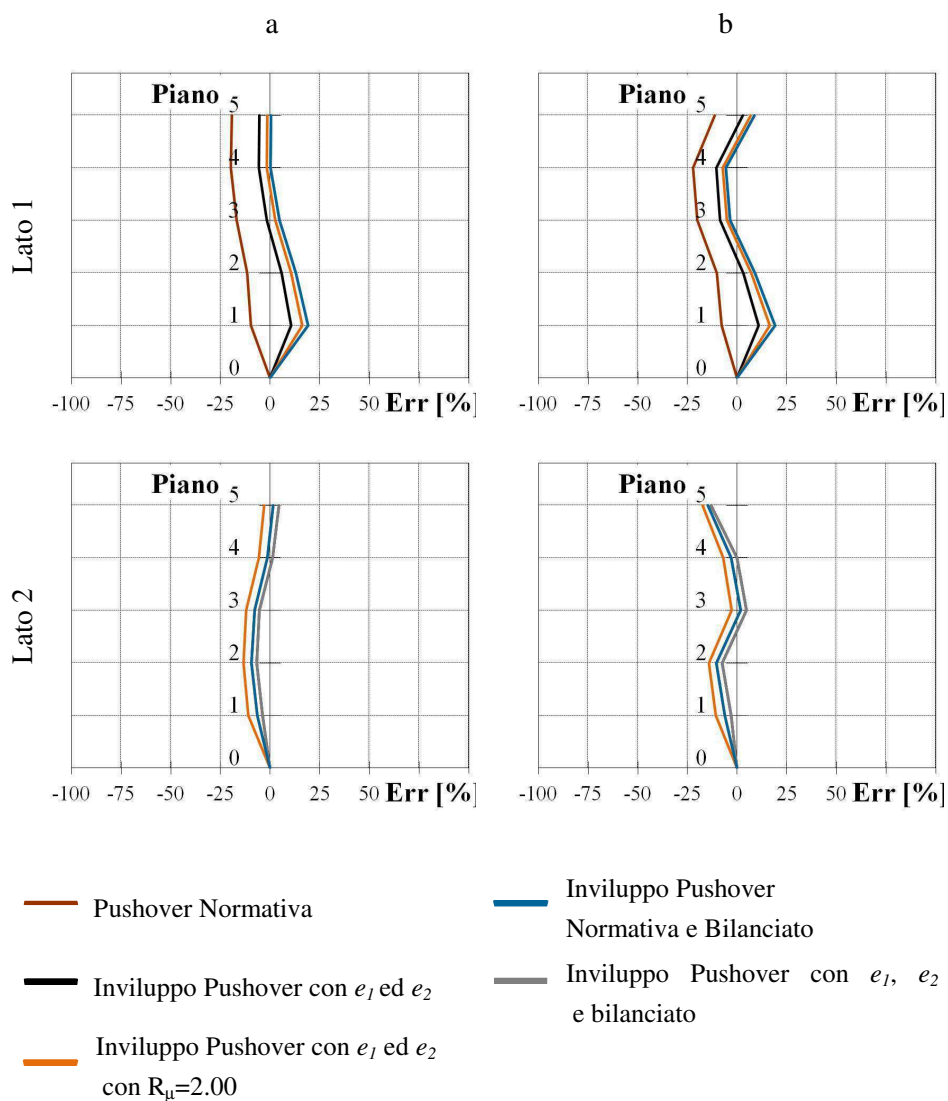 a
b
Lato 1
Piano
5
4
3
2
1
0
-100 -75 -50 -25 0 25 50 Err [%]
Piano
5
4
3
2
1
0
-100 -75 -50 -25 0 25 50 Err [%]
Lato 2
Piano
5
4
3
2
1
0
-100 -75 -50 -25 0 25 50 Err [%]
Piano
5
4
3
2
1
0
-100 -75 -50 -25 0 25 50 Err [%]
Pushover Normativa
Inviluppo Pushover con e1 ed e2
Inviluppo Pushover con e1 ed e2
con Rμ=2.00
Inviluppo Pushover
Normativa e Bilanciato
Inviluppo Pushover con e1, e2
e bilanciato